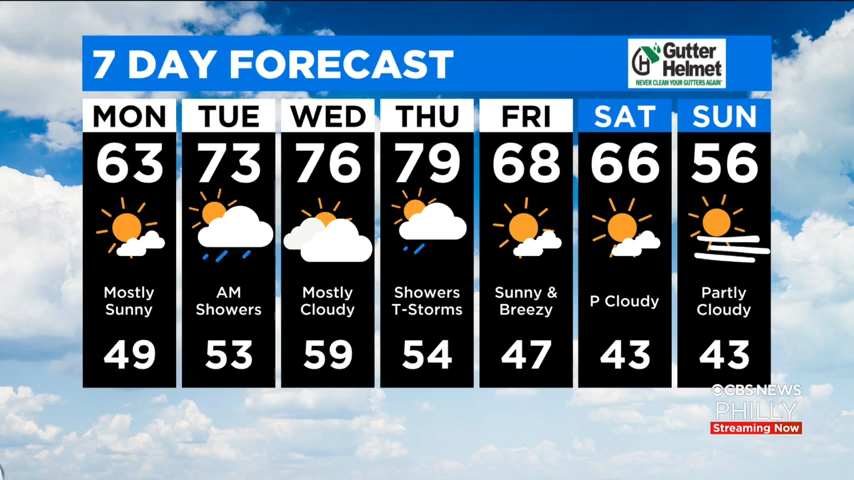 7 DAY FORECAST
Gutter
Helmet
NEVER CLEAN YOUR GUTTERS AGAIN
MON TUE WED THU FRI SAT SUN
63 73 76 79 68 66 56
Mostly Sunny AM Showers Mostly Cloudy Showers T-Storms Sunny & Breezy P Cloudy Partly Cloudy
49 53 59 54 47 43 43
CBS NEWS
PHILLY
Streaming Now